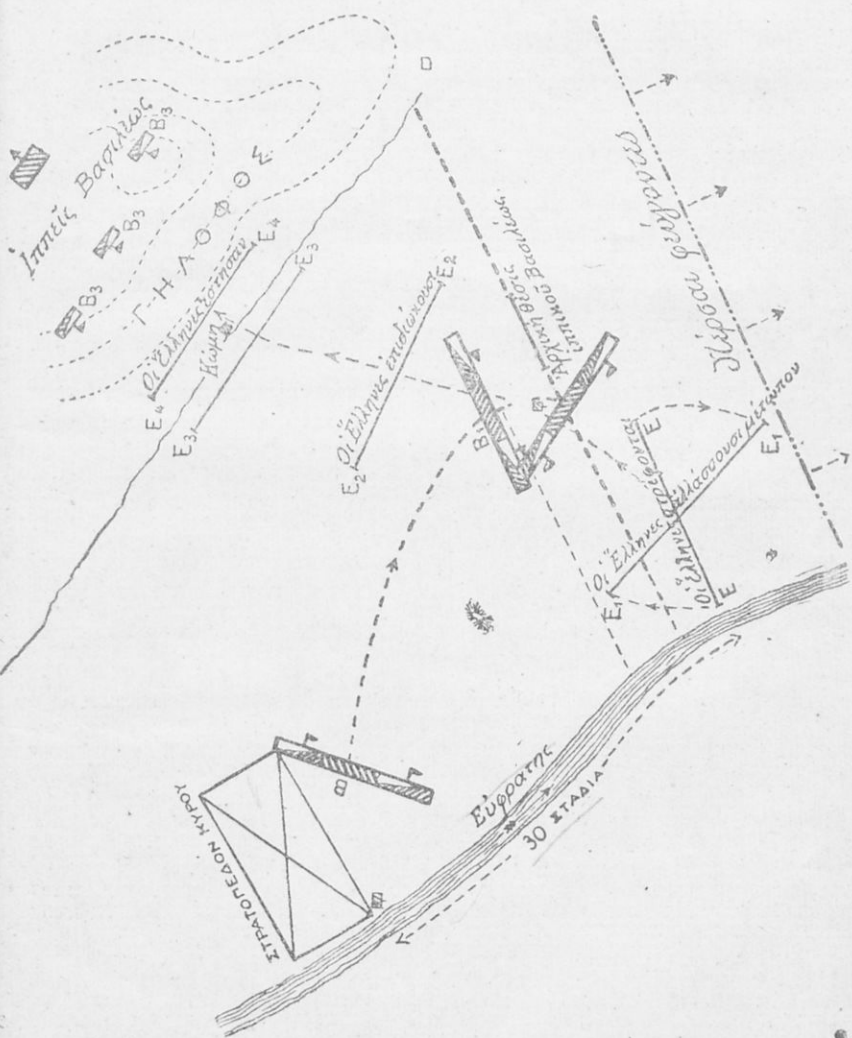 Ἱππεῖς Βασιλέως
B3
B3
B3
Γ-Η-Λ-Ο-Φ-Ο-Σ
E4
Οἱ Ἕλληνες ἔστησαν
E4
Κώμη
E3
E3
E2
Οἱ Ἕλληνες ἐπιδιώκουσι
E2
Ἀρχικὴ θέσις
ἱππικοῦ Βασιλέως.
Πέρσαι φεύγοντες
B1
E1
Οἱ Ἕλληνες ἀλλάσσουσι μέτωπον
E1
E
Οἱ Ἕλληνες στρέφονται
E
Εὐφράτης
30 ΣΤΑΔΙΑ
ΣΤΡΑΤΟΠΕΔΟΝ ΚΥΡΟΥ